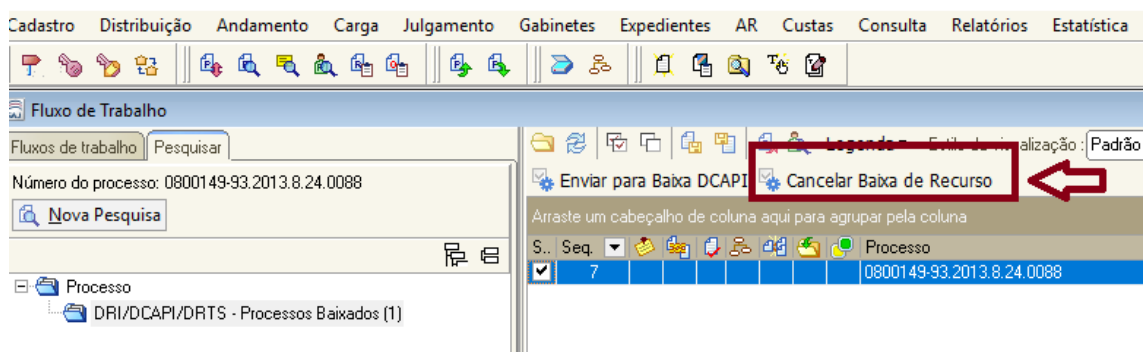 Cadastro Distribuição Andamento Carga Julgamento Gabinetes Expedientes AR Custas Consulta Relatórios Estatística
Fluxo de Trabalho
Fluxos de trabalho Pesquisar
Número do processo: 0800149-93.2013.8.24.0088
Nova Pesquisa
Processo
DRI/DCAPI/DRTS - Processos Baixados (1)
Legenda Estilo de visualização : Padrão
Enviar para Baixa DCAPI Cancelar Baixa de Recurso
Arraste um cabeçalho de coluna aqui para agrupar pela coluna
S.. Seq. Processo
7 0800149-93.2013.8.24.0088